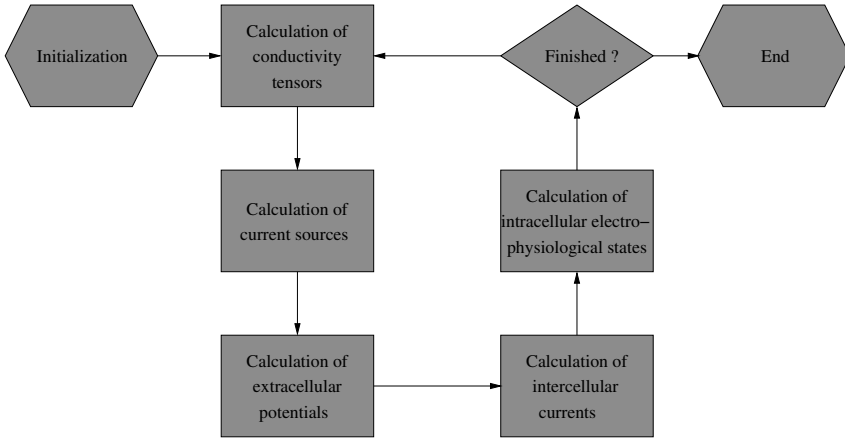 Initialization
Calculation of
conductivity
tensors
Finished ?
End
Calculation of
current sources
Calculation of
intracellular electro–
physiological states
Calculation of
extracellular
potentials
Calculation of
intercellular
currents